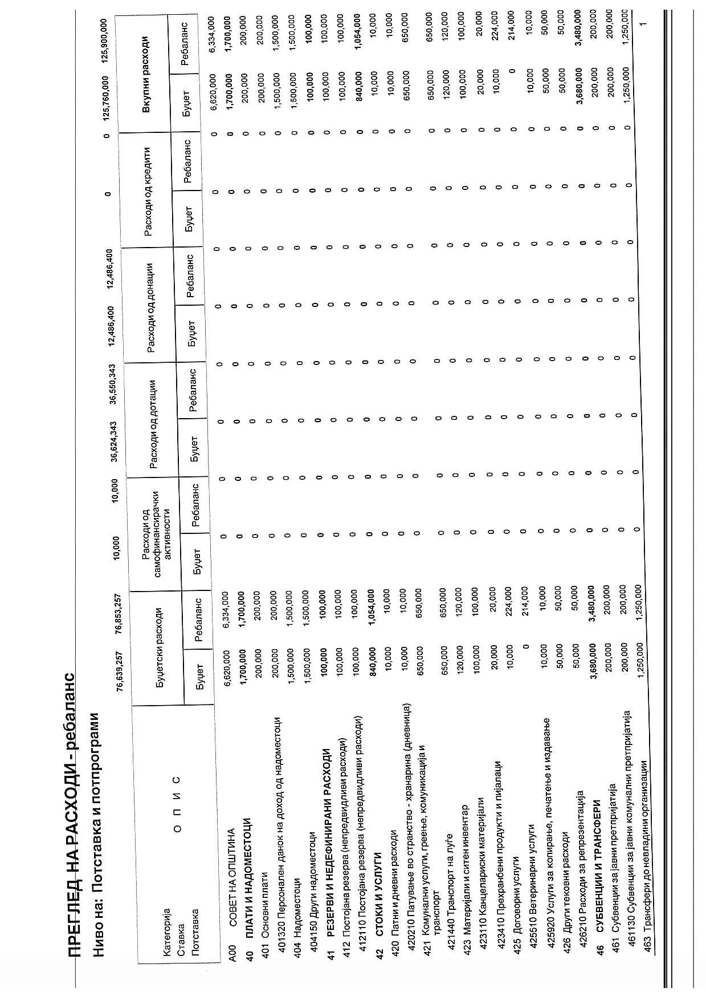 ПРЕГЛЕД НА РАСХОДИ - ребаланс
Ниво на: Потставка и потпрограми
76,639,257 76,853,257 10,000 10,000 36,624,343 36,550,343 12,486,400 12,486,400 0 0 125,760,000 125,900,000
Категорија
Ставка
Потставка
О П И С
Буџетски расходи
Расходи од самофинансирачки активности
Расходи од дотации
Расходи од донации
Расходи од кредити
Вкупни расходи
Буџет Ребаланс Буџет Ребаланс Буџет Ребаланс Буџет Ребаланс Буџет Ребаланс Буџет Ребаланс
А00 СОВЕТ НА ОПШТИНА 6,620,000 6,334,000 0 0 0 0 0 0 0 0 6,620,000 6,334,000
40 ПЛАТИ И НАДОМЕСТОЦИ 1,700,000 1,700,000 0 0 0 0 0 0 0 0 1,700,000 1,700,000
401 Основни плати 200,000 200,000 0 0 0 0 0 0 0 0 200,000 200,000
401320 Персонален данок на доход од надоместоци 200,000 200,000 0 0 0 0 0 0 0 0 200,000 200,000
404 Надоместоци 1,500,000 1,500,000 0 0 0 0 0 0 0 0 1,500,000 1,500,000
404150 Други надоместоци 1,500,000 1,500,000 0 0 0 0 0 0 0 0 1,500,000 1,500,000
41 РЕЗЕРВИ И НЕДЕФИНИРАНИ РАСХОДИ 100,000 100,000 0 0 0 0 0 0 0 0 100,000 100,000
412 Постојана резерва (непредвидливи расходи) 100,000 100,000 0 0 0 0 0 0 0 0 100,000 100,000
412110 Постојана резерва (непредвидливи расходи) 100,000 100,000 0 0 0 0 0 0 0 0 100,000 100,000
42 СТОКИ И УСЛУГИ 840,000 1,054,000 0 0 0 0 0 0 0 0 840,000 1,054,000
420 Патни и дневни расходи 10,000 10,000 0 0 0 0 0 0 0 0 10,000 10,000
420210 Патување во странство - хранарина (дневница) 10,000 10,000 0 0 0 0 0 0 0 0 10,000 10,000
421 Комунални услуги, греење, комуникација и 650,000 650,000 0 0 0 0 0 0 0 0 650,000 650,000
транспорт
421440 Транспорт на луѓе 650,000 650,000 0 0 0 0 0 0 0 0 650,000 650,000
423 Материјали и ситен инвентар 120,000 120,000 0 0 0 0 0 0 0 0 120,000 120,000
423110 Канцелариски материјали 100,000 100,000 0 0 0 0 0 0 0 0 100,000 100,000
423410 Прехранбени продукти и пијалаци 20,000 20,000 0 0 0 0 0 0 0 0 20,000 20,000
425 Договорни услуги 10,000 224,000 0 0 0 0 0 0 0 0 10,000 224,000
425510 Ветеринарни услуги 0 214,000 0 0 0 0 0 0 0 0 0 214,000
425920 Услуги за копирање, печатење и издавање 10,000 10,000 0 0 0 0 0 0 0 0 10,000 10,000
426 Други тековни расходи 50,000 50,000 0 0 0 0 0 0 0 0 50,000 50,000
426210 Расходи за репрезентација 50,000 50,000 0 0 0 0 0 0 0 0 50,000 50,000
46 СУБВЕНЦИИ И ТРАНСФЕРИ 3,680,000 3,480,000 0 0 0 0 0 0 0 0 3,680,000 3,480,000
461 Субвенции за јавни претпријатија 200,000 200,000 0 0 0 0 0 0 0 0 200,000 200,000
461130 Субвенции за јавни комунални претпријатија 200,000 200,000 0 0 0 0 0 0 0 0 200,000 200,000
463 Трансфери до невладини организации 1,250,000 1,250,000 0 0 0 0 0 0 0 0 1,250,000 1,250,000
1